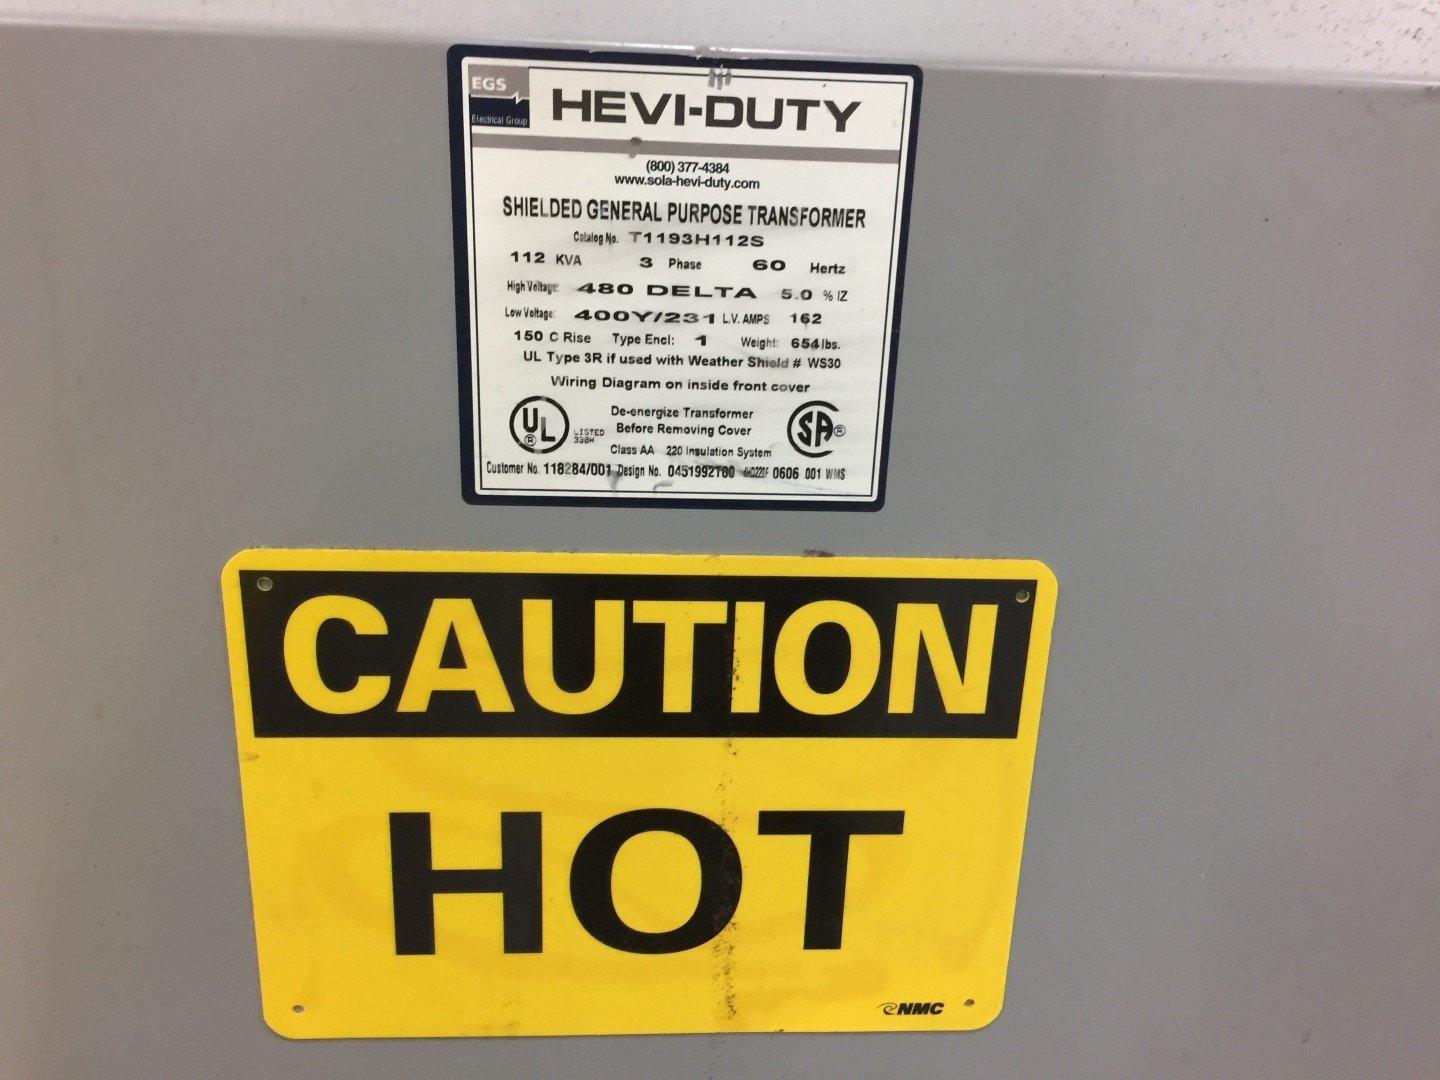 EGS
Electrical Group
HEVI-DUTY
(800) 377-4384
www.sola-hevi-duty.com
SHIELDED GENERAL PURPOSE TRANSFORMER
Catalog No. T1193H112S
112 KVA 3 Phase 60 Hertz
High Voltage: 480 DELTA 5.0 % IZ
Low Voltage: 400Y/231 L.V. AMPS 162
150 C Rise Type Encl: 1 Weight: 654 lbs.
UL Type 3R if used with Weather Shield # WS30
Wiring Diagram on inside front cover
UL ® LISTED 338H
De-energize Transformer
Before Removing Cover
Class AA 220 Insulation System
SA ®
Customer No. 118284/001 Design No. 0451992T00 0606 001 WMS
CAUTION
HOT
NMC